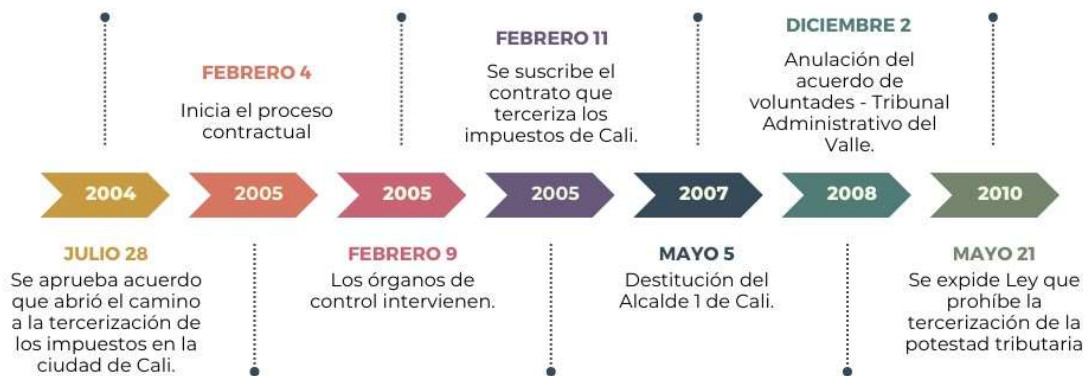 2004
JULIO 28
Se aprueba acuerdo
que abrió el camino
a la tercerización de
los impuestos en la
ciudad de Cali.
FEBRERO 4
Inicia el proceso
contractual
2005
2005
FEBRERO 9
Los órganos de
control intervienen.
FEBRERO 11
Se suscribe el
contrato que
terceriza los
impuestos de Cali.
2005
2007
MAYO 5
Destitución del
Alcalde 1 de Cali.
DICIEMBRE 2
Anulación del
acuerdo de
voluntades - Tribunal
Administrativo del
Valle.
2008
2010
MAYO 21
Se expide Ley que
prohíbe la
tercerización de la
potestad tributaria